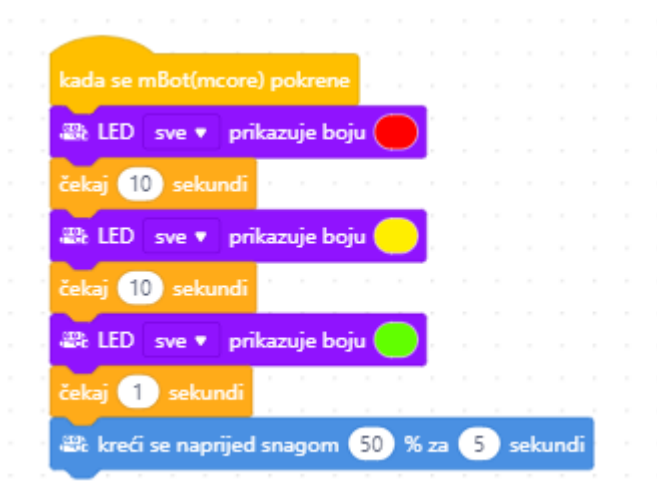 kada se mBot(mcore) pokrene
LED sve prikazuje boju
čekaj 10 sekundi
LED sve prikazuje boju
čekaj 10 sekundi
LED sve prikazuje boju
čekaj 1 sekundi
kreći se naprijed snagom 50 % za 5 sekundi